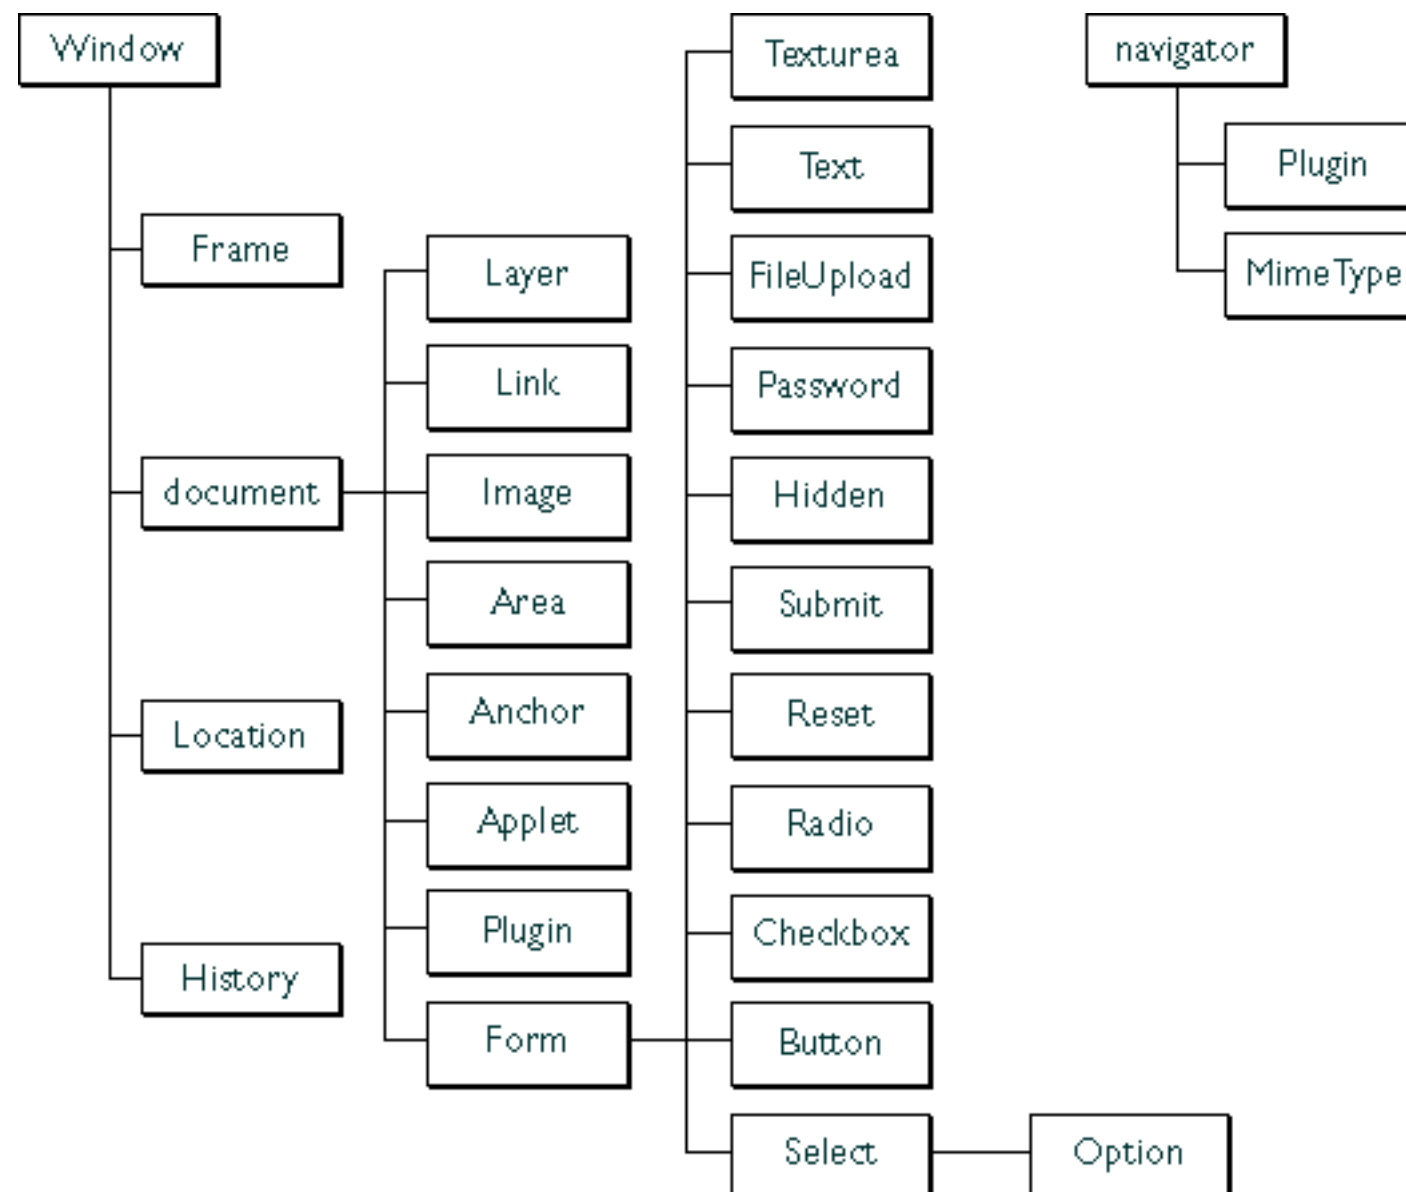 Window
Frame
document
Location
History
Layer
Link
Image
Area
Anchor
Applet
Plugin
Form
Texturea
Text
FileUpload
Password
Hidden
Submit
Reset
Radio
Checkbox
Button
Select
Option
navigator
Plugin
MimeType